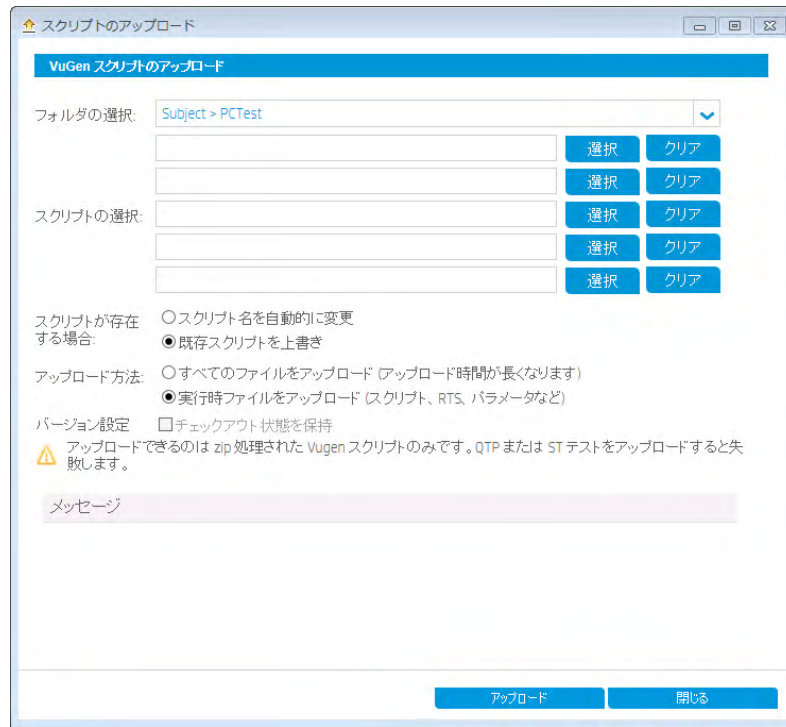 スクリプトのアップロード
VuGen スクリプトのアップロード
フォルダの選択: Subject > PCTest
選択 クリア
選択 クリア
スクリプトの選択: 選択 クリア
選択 クリア
選択 クリア
スクリプトが存在
する場合:
○スクリプト名を自動的に変更
◉既存スクリプトを上書き
アップロード方法: ○すべてのファイルをアップロード (アップロード時間が長くなります)
◉実行時ファイルをアップロード (スクリプト、RTS、パラメータなど)
バージョン設定 □チェックアウト状態を保持
アップロードできるのは zip 処理された Vugen スクリプトのみです。QTP または ST テストをアップロードすると失
敗します。
メッセージ
アップロード 閉じる